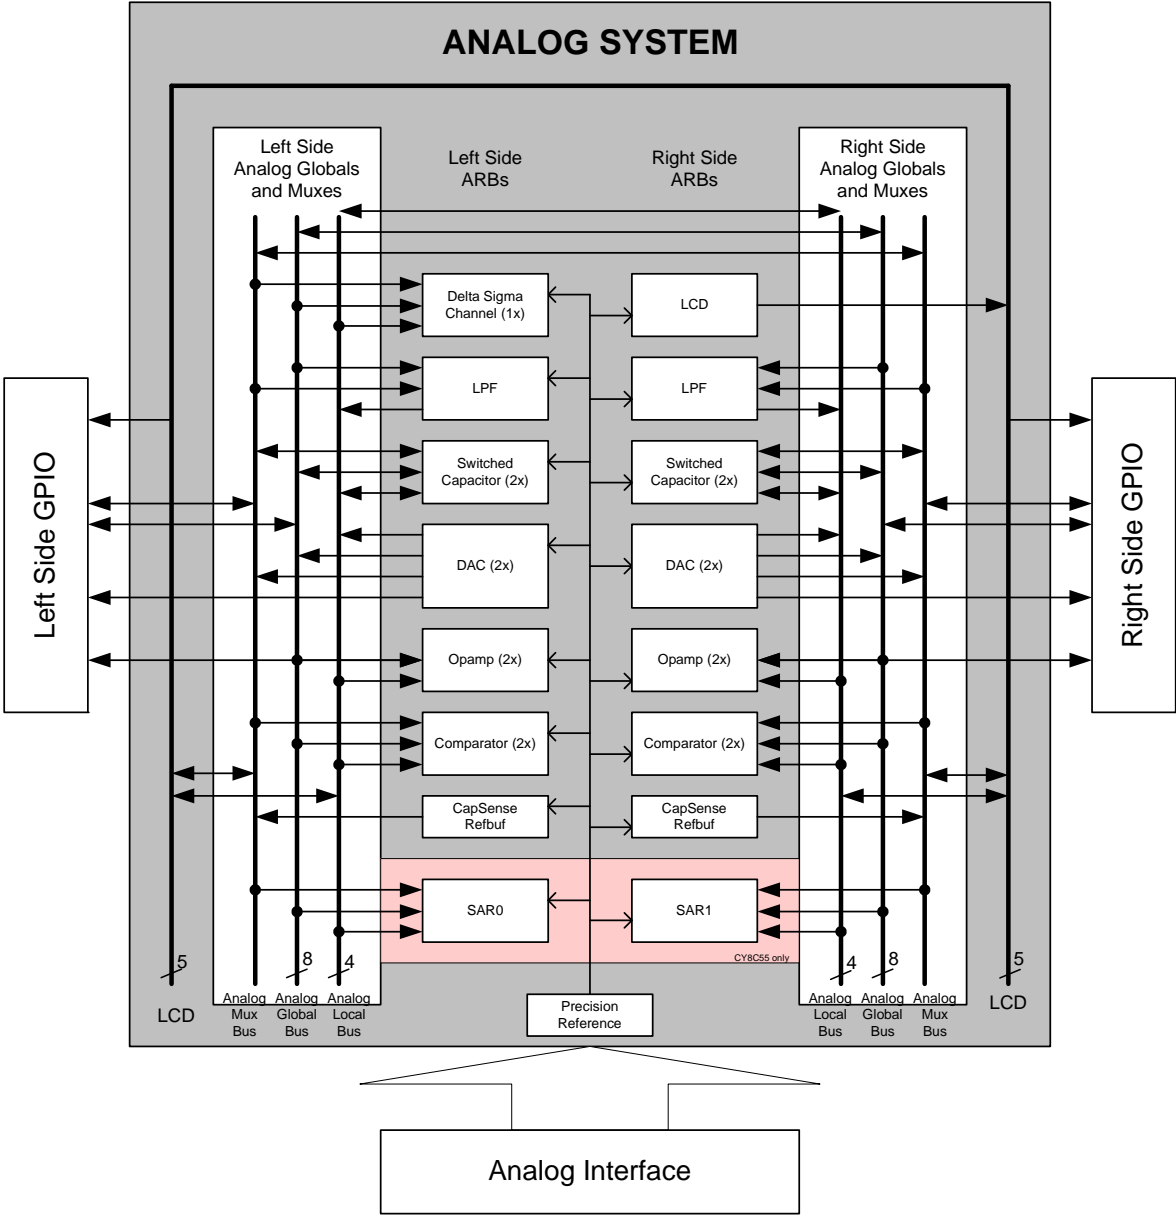 ANALOG SYSTEM
Left Side
Analog Globals
and Muxes
Left Side
ARBs
Right Side
ARBs
Right Side
Analog Globals
and Muxes
Delta Sigma
Channel (1x)
LCD
LPF
LPF
Switched
Capacitor (2x)
Switched
Capacitor (2x)
DAC (2x)
DAC (2x)
Opamp (2x)
Opamp (2x)
Comparator (2x)
Comparator (2x)
CapSense
Refbuf
CapSense
Refbuf
SAR0
SAR1
CY8C55 only
Left Side GPIO
Right Side GPIO
5
8
4
4
8
5
LCD
Analog
Mux
Bus
Analog
Global
Bus
Analog
Local
Bus
Precision
Reference
Analog
Local
Bus
Analog
Global
Bus
Analog
Mux
Bus
LCD
Analog Interface